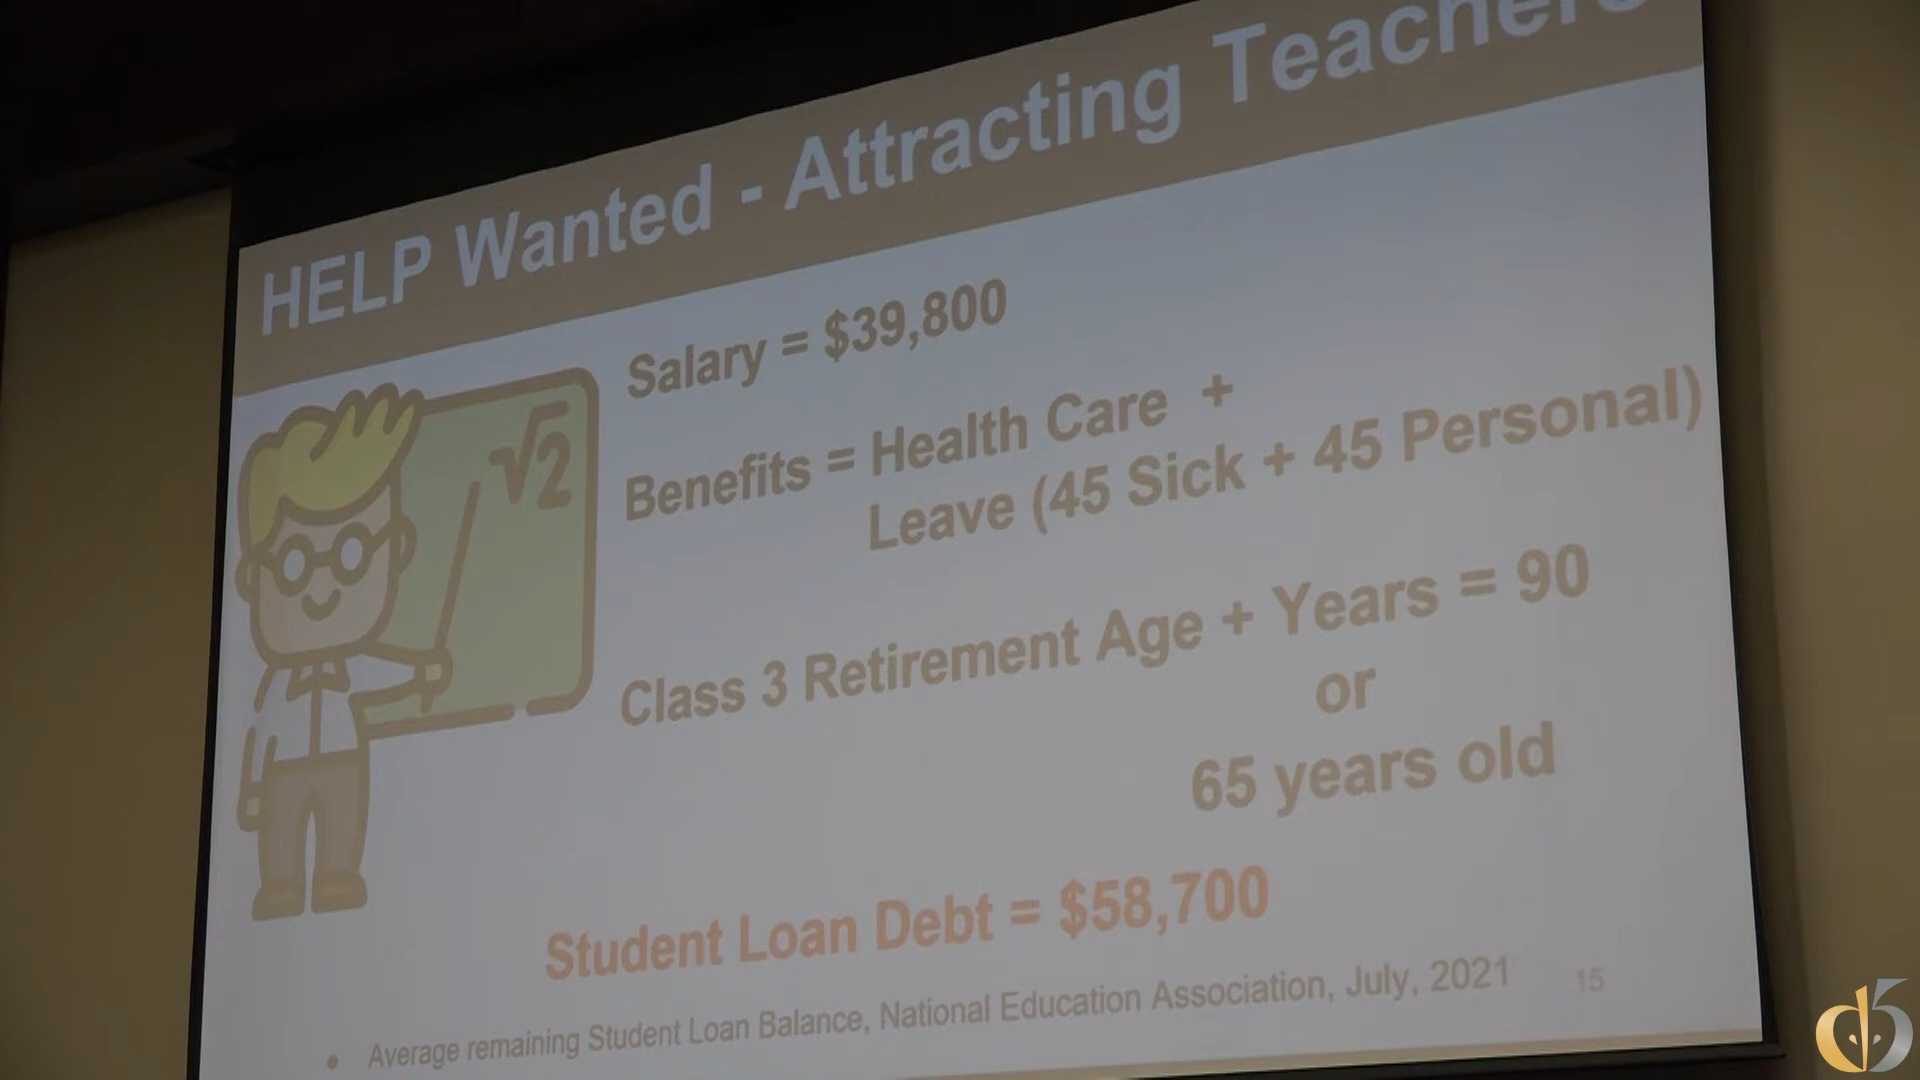 HELP Wanted - Attracting Teachers
Salary = $39,800
√2
Benefits = Health Care +
Leave (45 Sick + 45 Personal)
Class 3 Retirement Age + Years = 90
or
65 years old
Student Loan Debt = $58,700
• Average remaining Student Loan Balance, National Education Association, July, 2021
15
d5